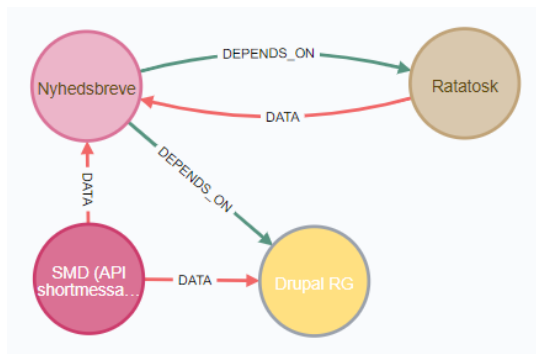 DEPENDS_ON
Nyhedsbreve
Ratatosk
DATA
DEPENDS_ON
DATA
SMD (API
shortmessa…
DATA
Drupal RG